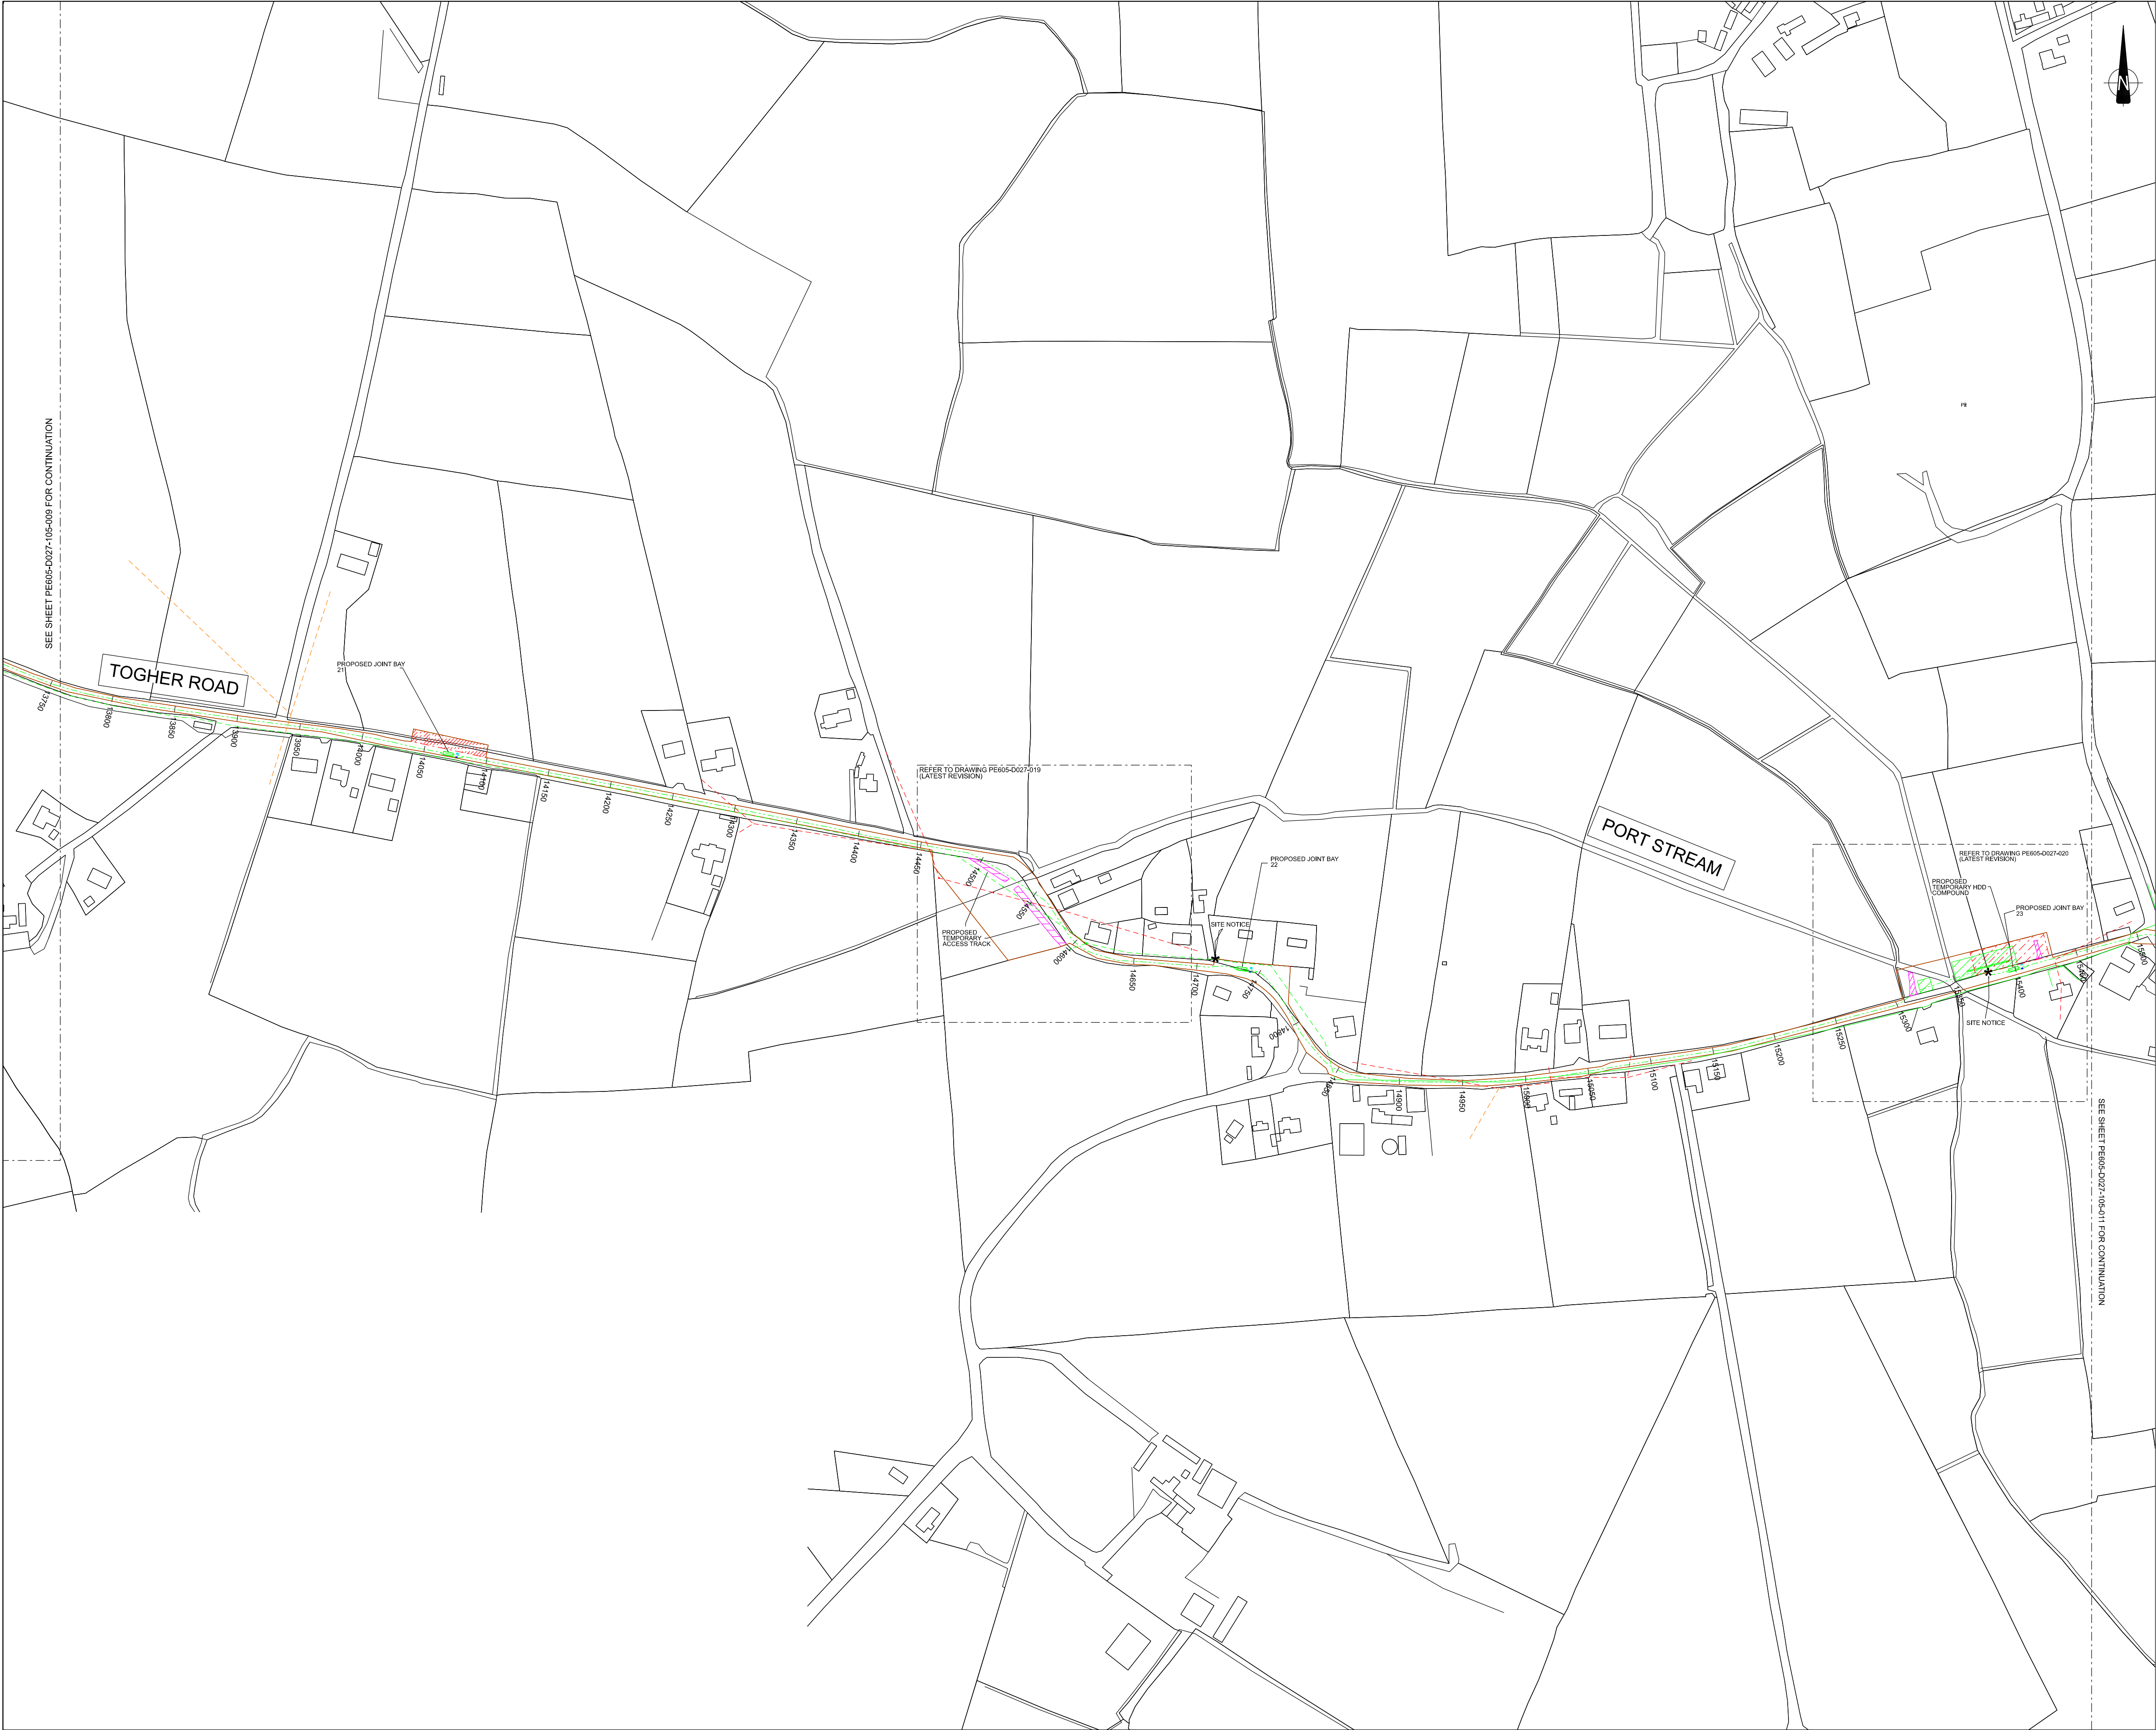 N
SEE SHEET PE605-D027-105-009 FOR CONTINUATION
TOGHER ROAD
PROPOSED JOINT BAY
21
13750
13800
13850
13900
13950
14000
14050
14100
14150
14200
14250
14300
14350
14400
14450
REFER TO DRAWING PE605-D027-019
(LATEST REVISION)
14500
14550
14600
PROPOSED
TEMPORARY
ACCESS TRACK
14650
14700
SITE NOTICE
PROPOSED JOINT BAY
22
14750
14800
14850
14900
14950
15000
15050
15100
15150
15200
15250
15300
PORT STREAM
REFER TO DRAWING PE605-D027-020
(LATEST REVISION)
PROPOSED
TEMPORARY HDD
COMPOUND
PROPOSED JOINT BAY
23
15350
15400
15450
15500
SITE NOTICE
SEE SHEET PE605-D027-105-011 FOR CONTINUATION